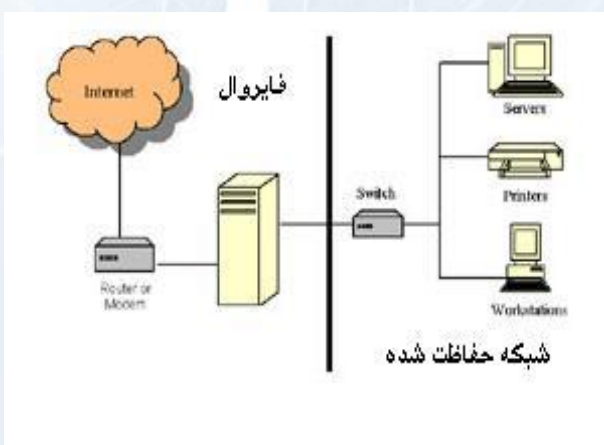 Internet
فایروال
Servers
Switch
Printers
Router or
Modem
Workstations
شبکه حفاظت شده